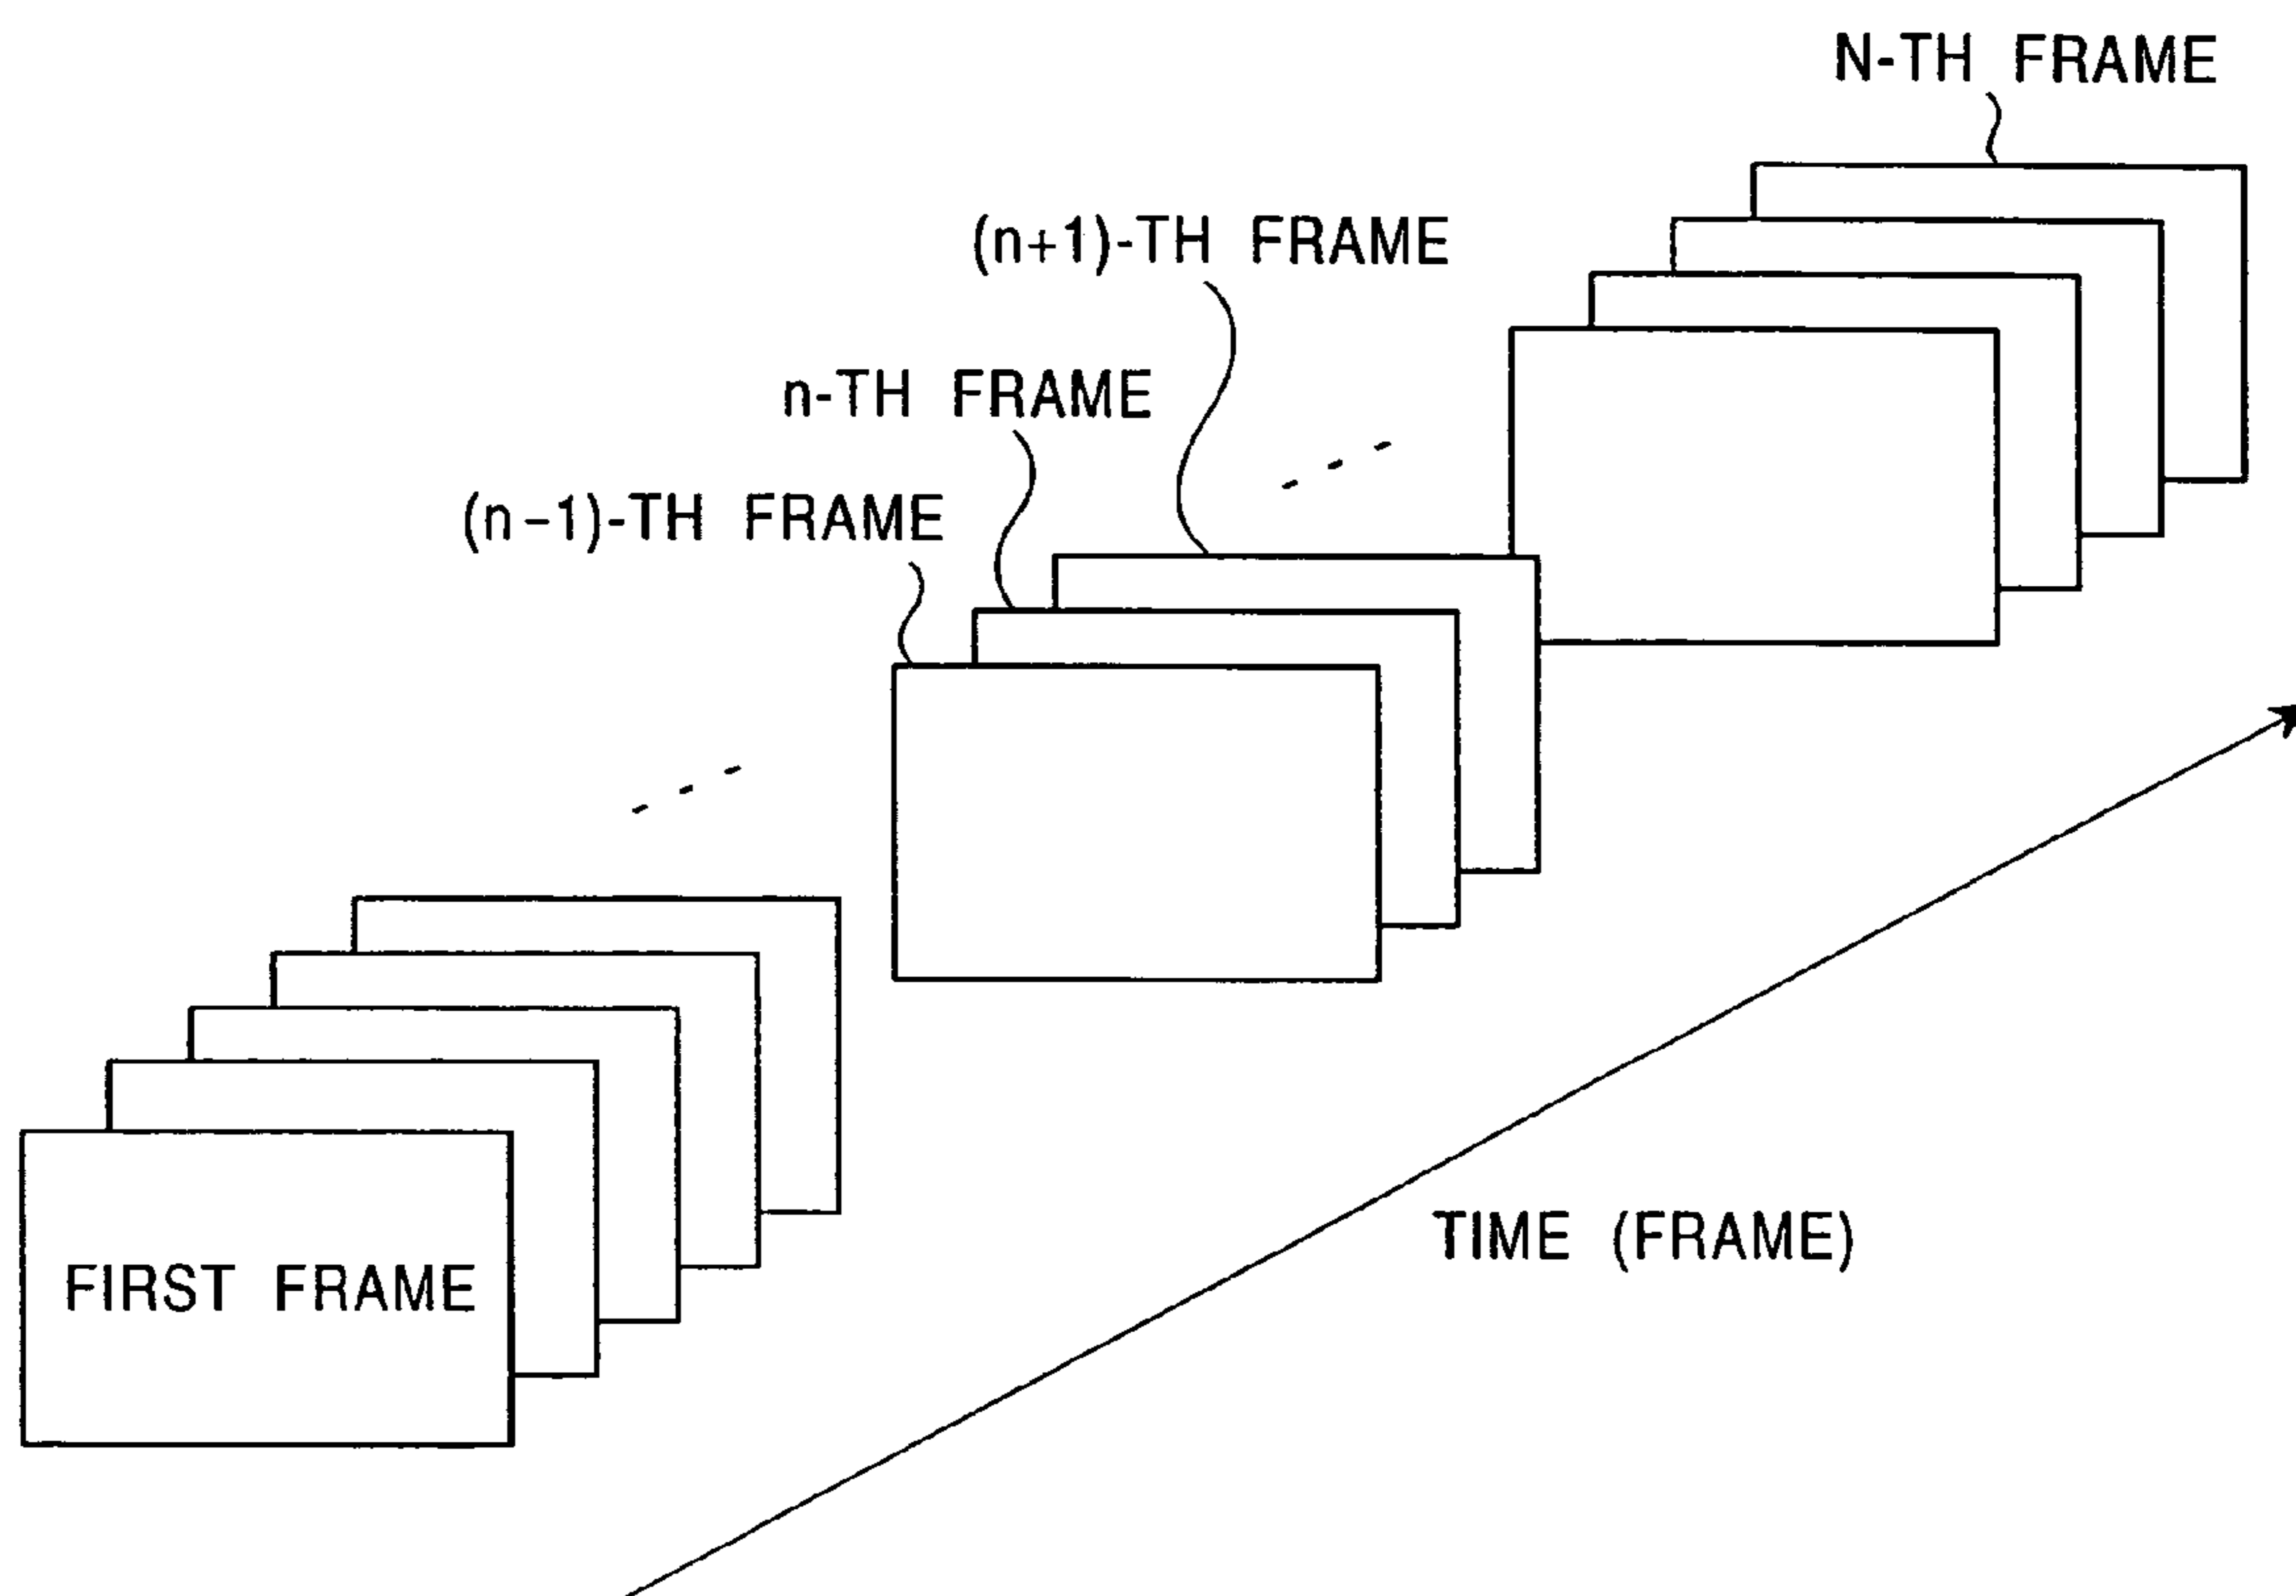 N-TH FRAME
(n+1)-TH FRAME
n-TH FRAME
(n-1)-TH FRAME
TIME (FRAME)
FIRST FRAME